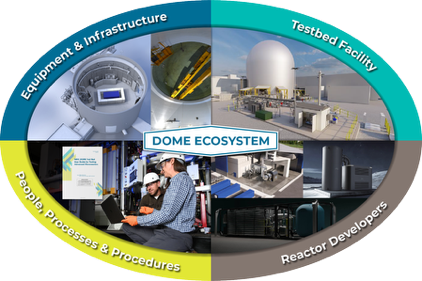 Equipment & Infrastructure
Testbed Facility
DOME ECOSYSTEM
People, Processes & Procedures
Reactor Developers